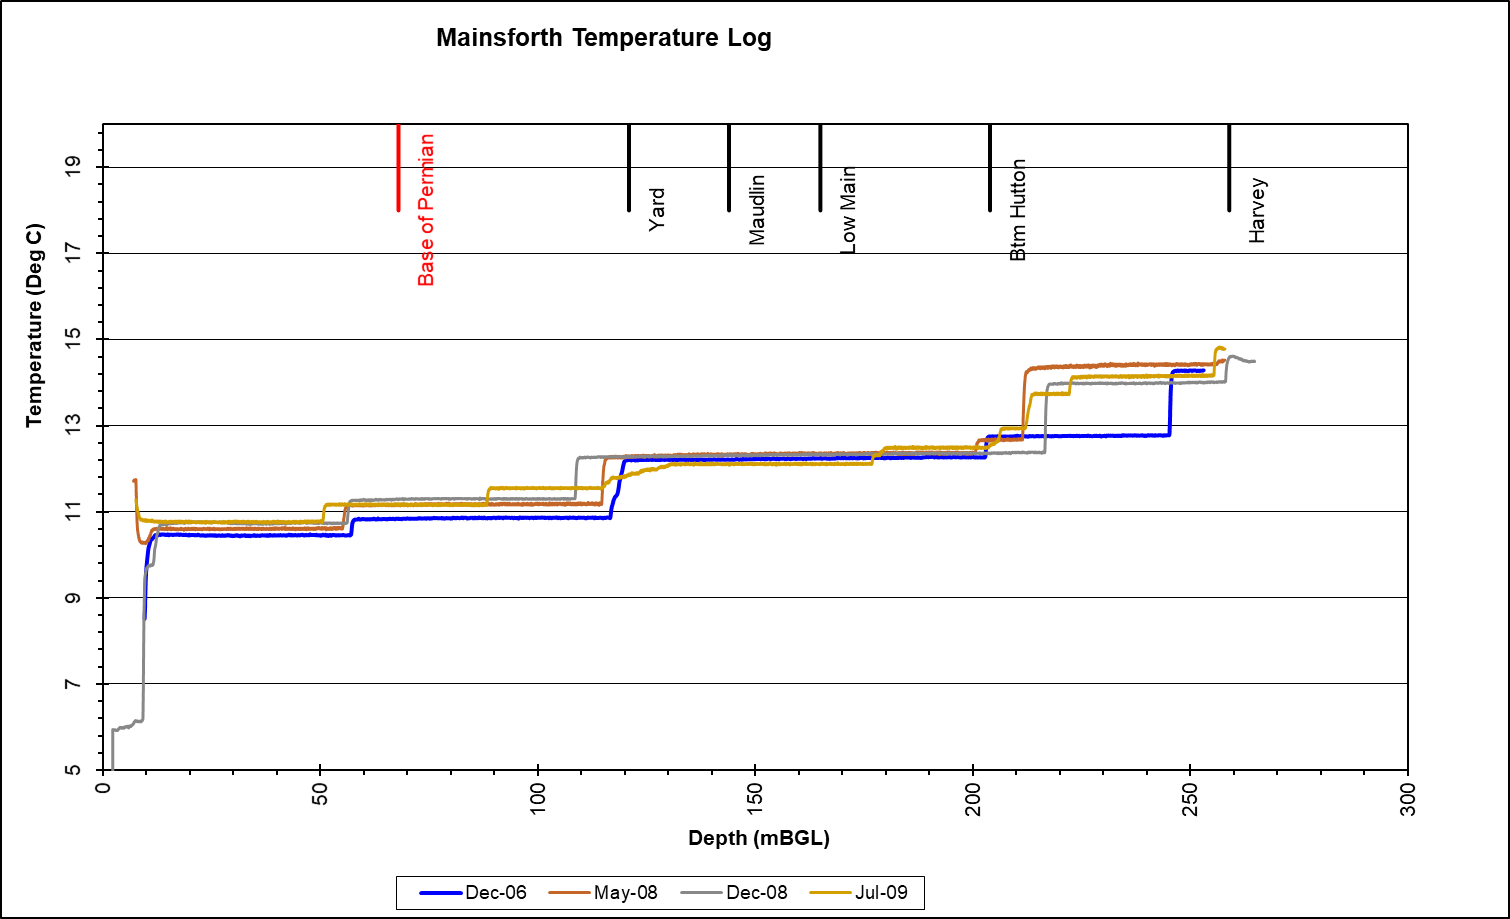 Mainsforth Temperature Log
Base of Permian
Yard
Maudlin
Low Main
Btm Hutton
Harvey
Temperature (Deg C)
19
17
15
13
11
9
7
5
0
50
100
150
200
250
300
Depth (mBGL)
Dec-06
May-08
Dec-08
Jul-09